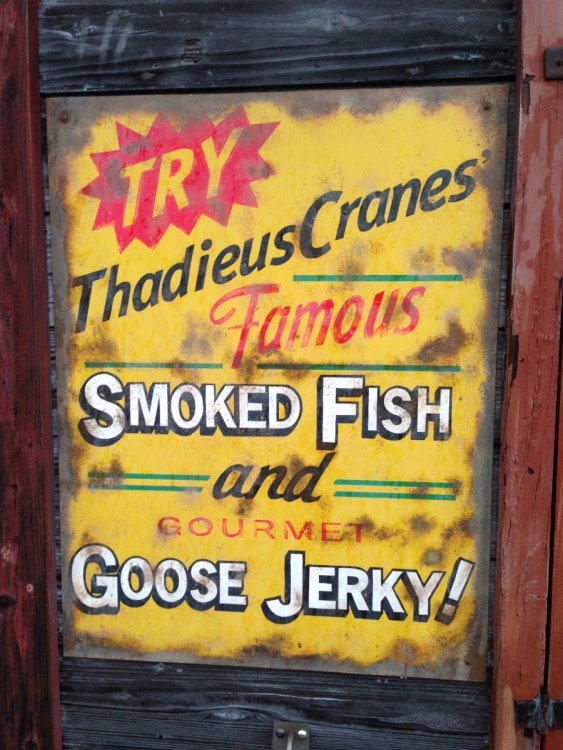 TRY
Thadieus Cranes'
Famous
SMOKED FISH
and
GOURMET
GOOSE JERKY!